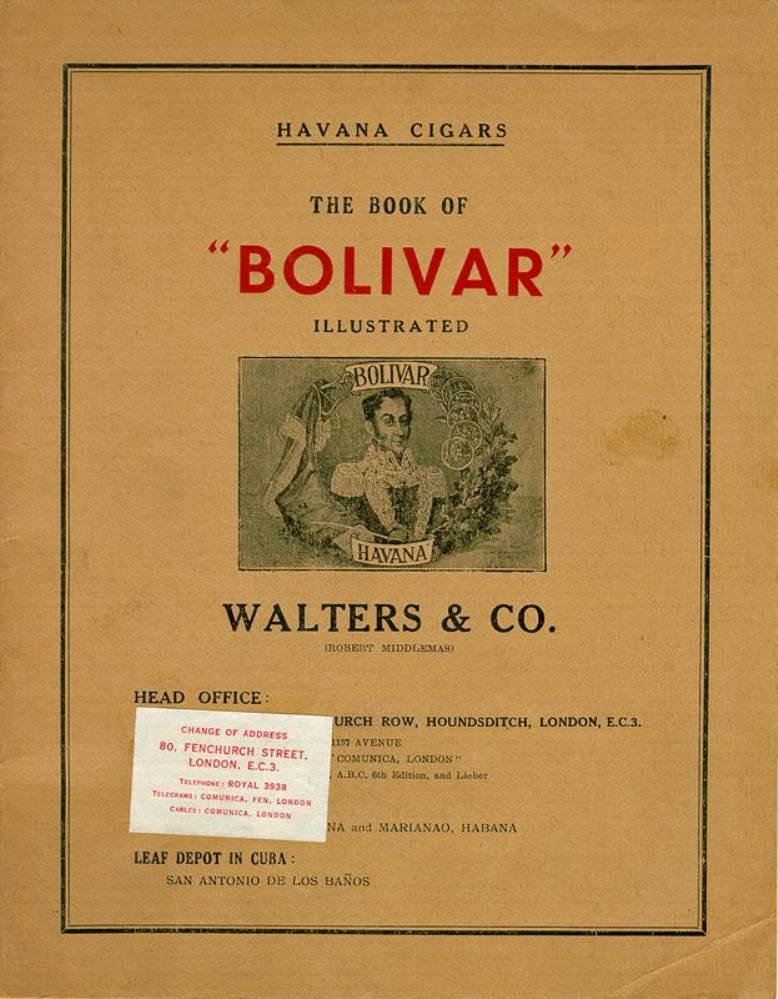 HAVANA CIGARS
THE BOOK OF
"BOLIVAR"
ILLUSTRATED
BOLIVAR
HAVANA
WALTERS & CO.
(ROBERT MIDDLEMAS)
HEAD OFFICE:
URCH ROW, HOUNDSDITCH, LONDON, E.C.3.
1157 AVENUE
"COMUNICA, LONDON"
A.B.C. 6th Edition, and Lieber
CHANGE OF ADDRESS
80, FENCHURCH STREET,
LONDON, E.C.3.
TELEPHONE: ROYAL 3938
TELEGRAMS: COMUNICA, FEN, LONDON
CABLES: COMUNICA, LONDON
NA and MARIANAO, HABANA
LEAF DEPOT IN CUBA:
SAN ANTONIO DE LOS BAÑOS